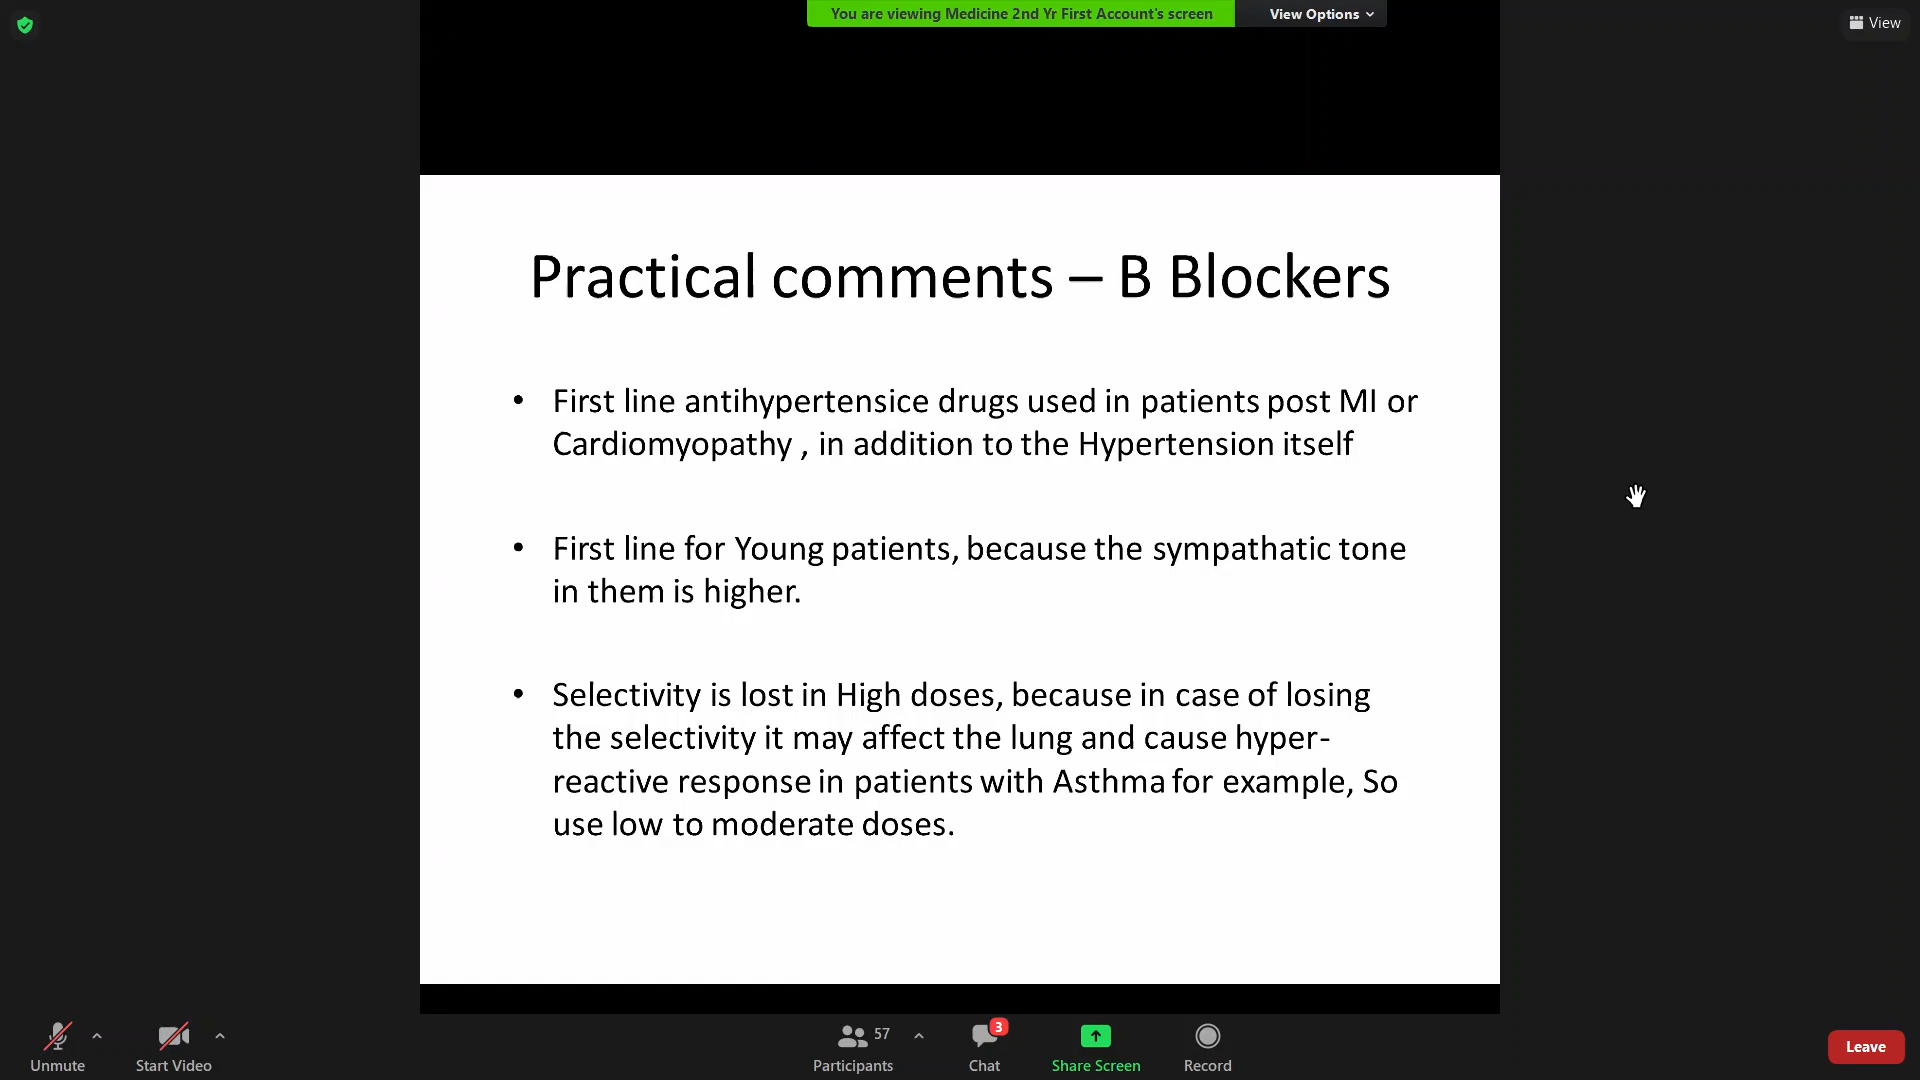 You are viewing Medicine 2nd Yr First Account's screen
View Options
View
Practical comments – B Blockers
• First line antihypertensice drugs used in patients post MI or
Cardiomyopathy , in addition to the Hypertension itself
• First line for Young patients, because the sympathatic tone
in them is higher.
• Selectivity is lost in High doses, because in case of losing
the selectivity it may affect the lung and cause hyper-
reactive response in patients with Asthma for example, So
use low to moderate doses.
57
3
Unmute
Start Video
Participants
Chat
Share Screen
Record
Leave